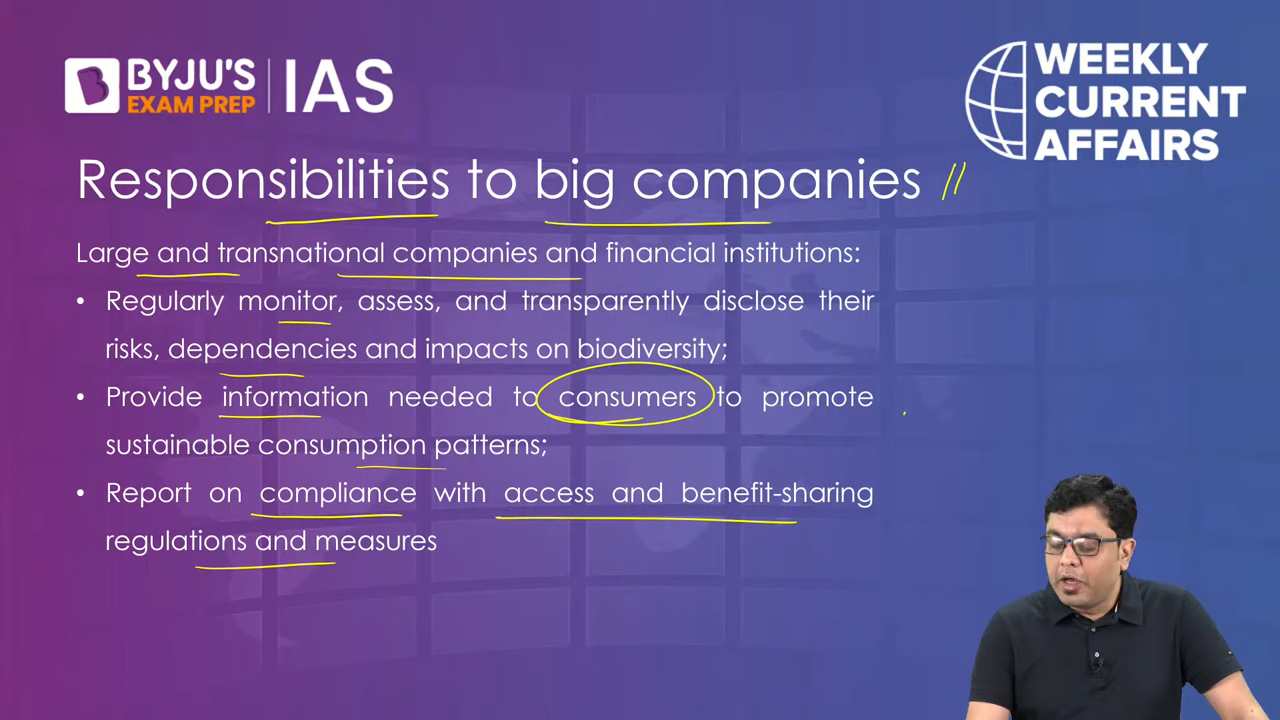 BYJU'S
EXAM PREP
IAS
WEEKLY
CURRENT
AFFAIRS
Responsibilities to big companies
Large and transnational companies and financial institutions:
• Regularly monitor, assess, and transparently disclose their
risks, dependencies and impacts on biodiversity;
• Provide information needed to consumers to promote
sustainable consumption patterns;
• Report on compliance with access and benefit-sharing
regulations and measures